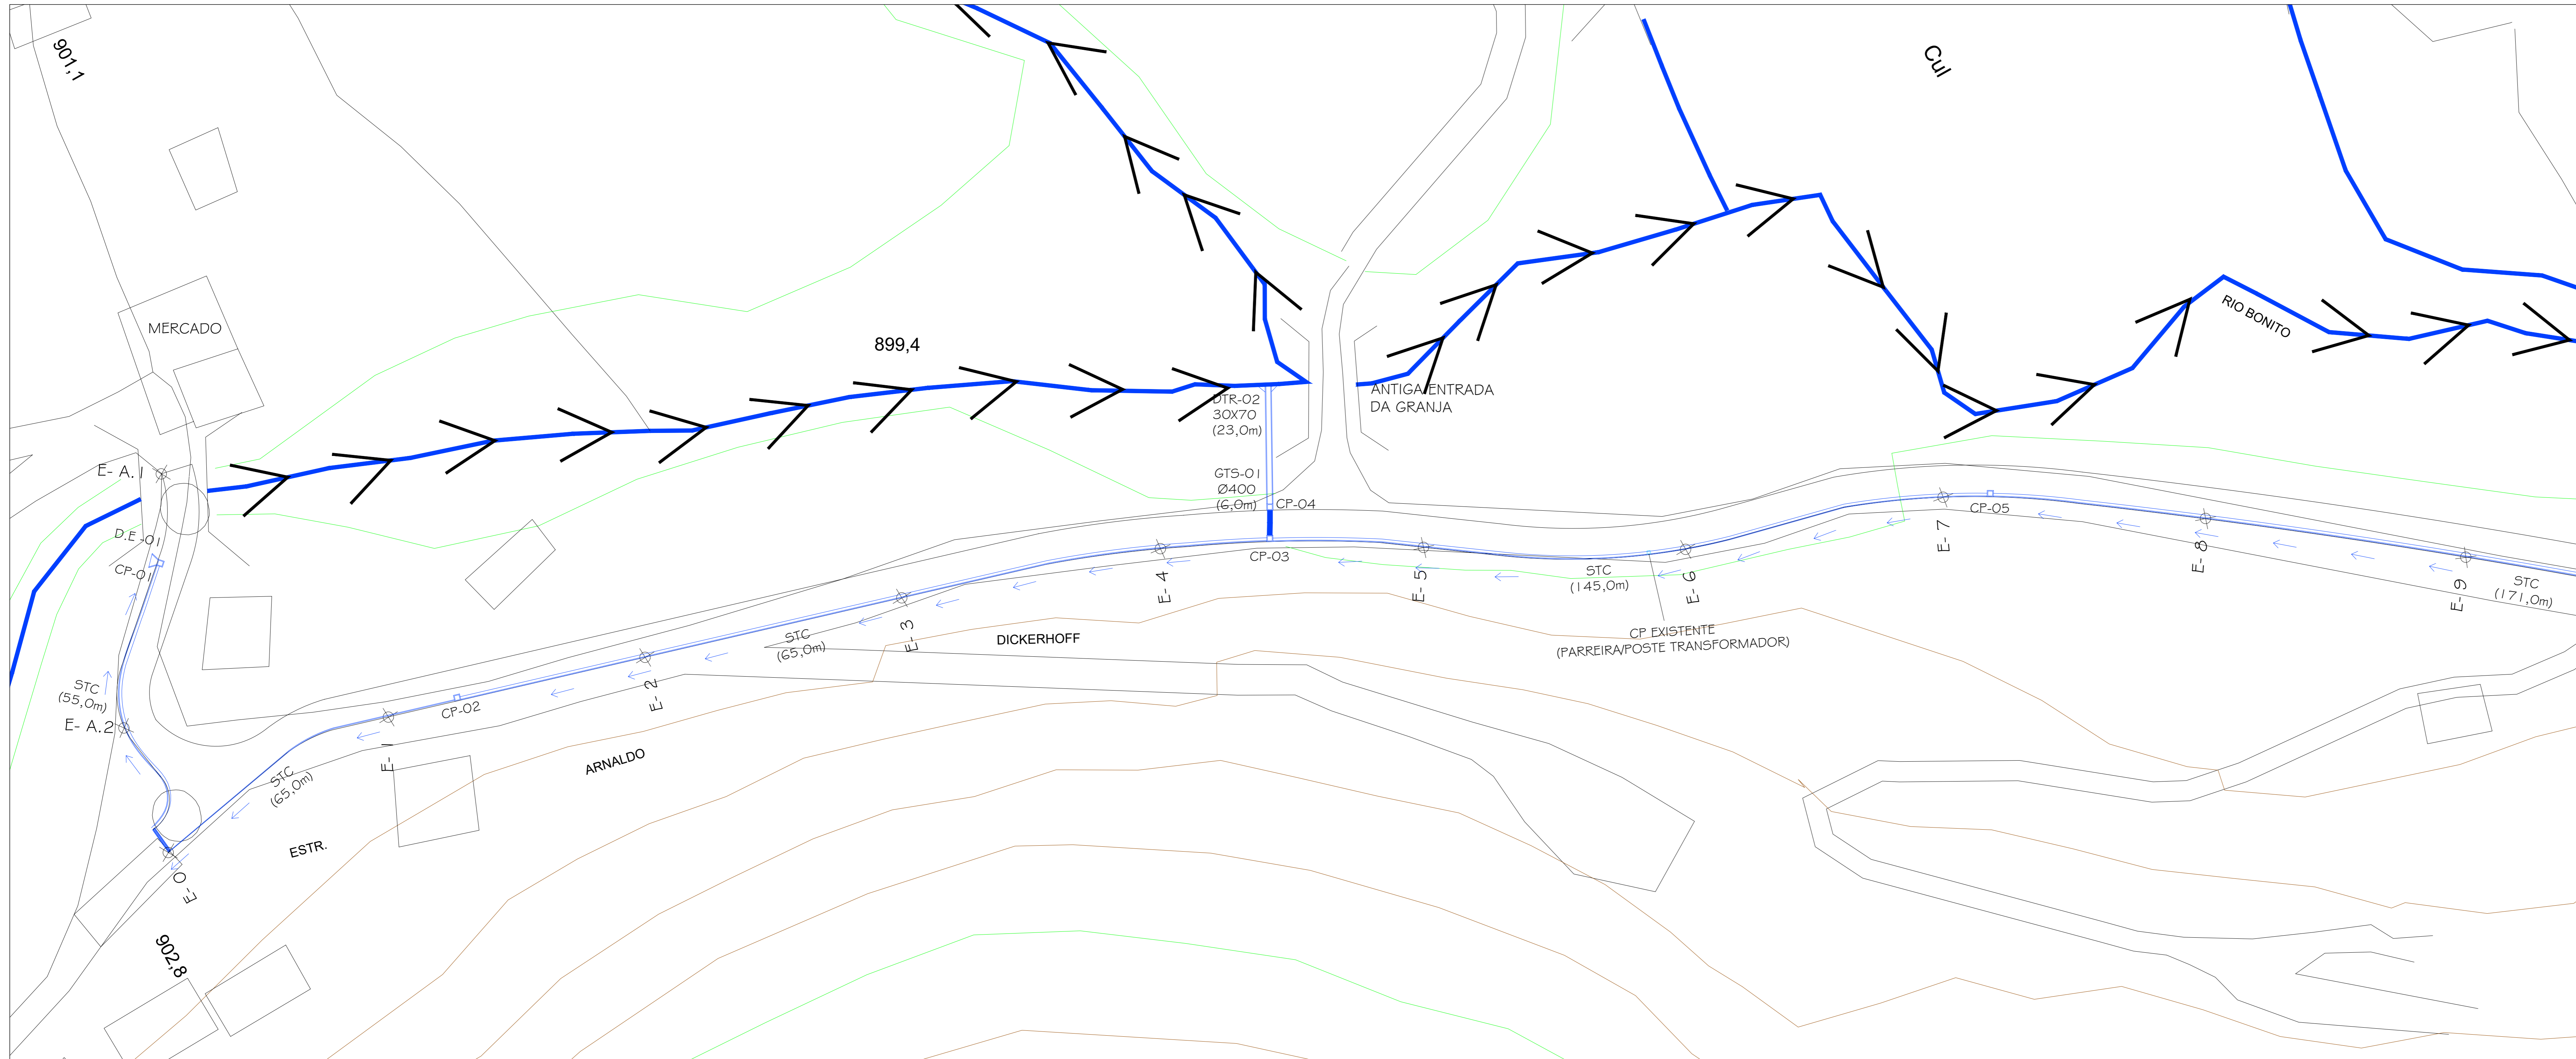 901,1
Cul
MERCADO
899,4
RIO BONITO
DTR-02
30X70
(23,0m)
ANTIGA ENTRADA
DA GRANJA
E- A.1
GTS-01
Ø400
(6,0m)
CP-04
CP-05
D.E-01
CP-01
CP-03
E- 7
E- 8
E- 9
E- 4
E- 5
E- 6
STC
(145,0m)
STC
(171,0m)
E- 3
STC
(65,0m)
DICKERHOFF
CP EXISTENTE
(PARREIRA/POSTE TRANSFORMADOR)
STC
(55,0m)
E- A.2
CP-02
E- 2
E- 1
STC
(65,0m)
ARNALDO
ESTR.
E- 0
902,8